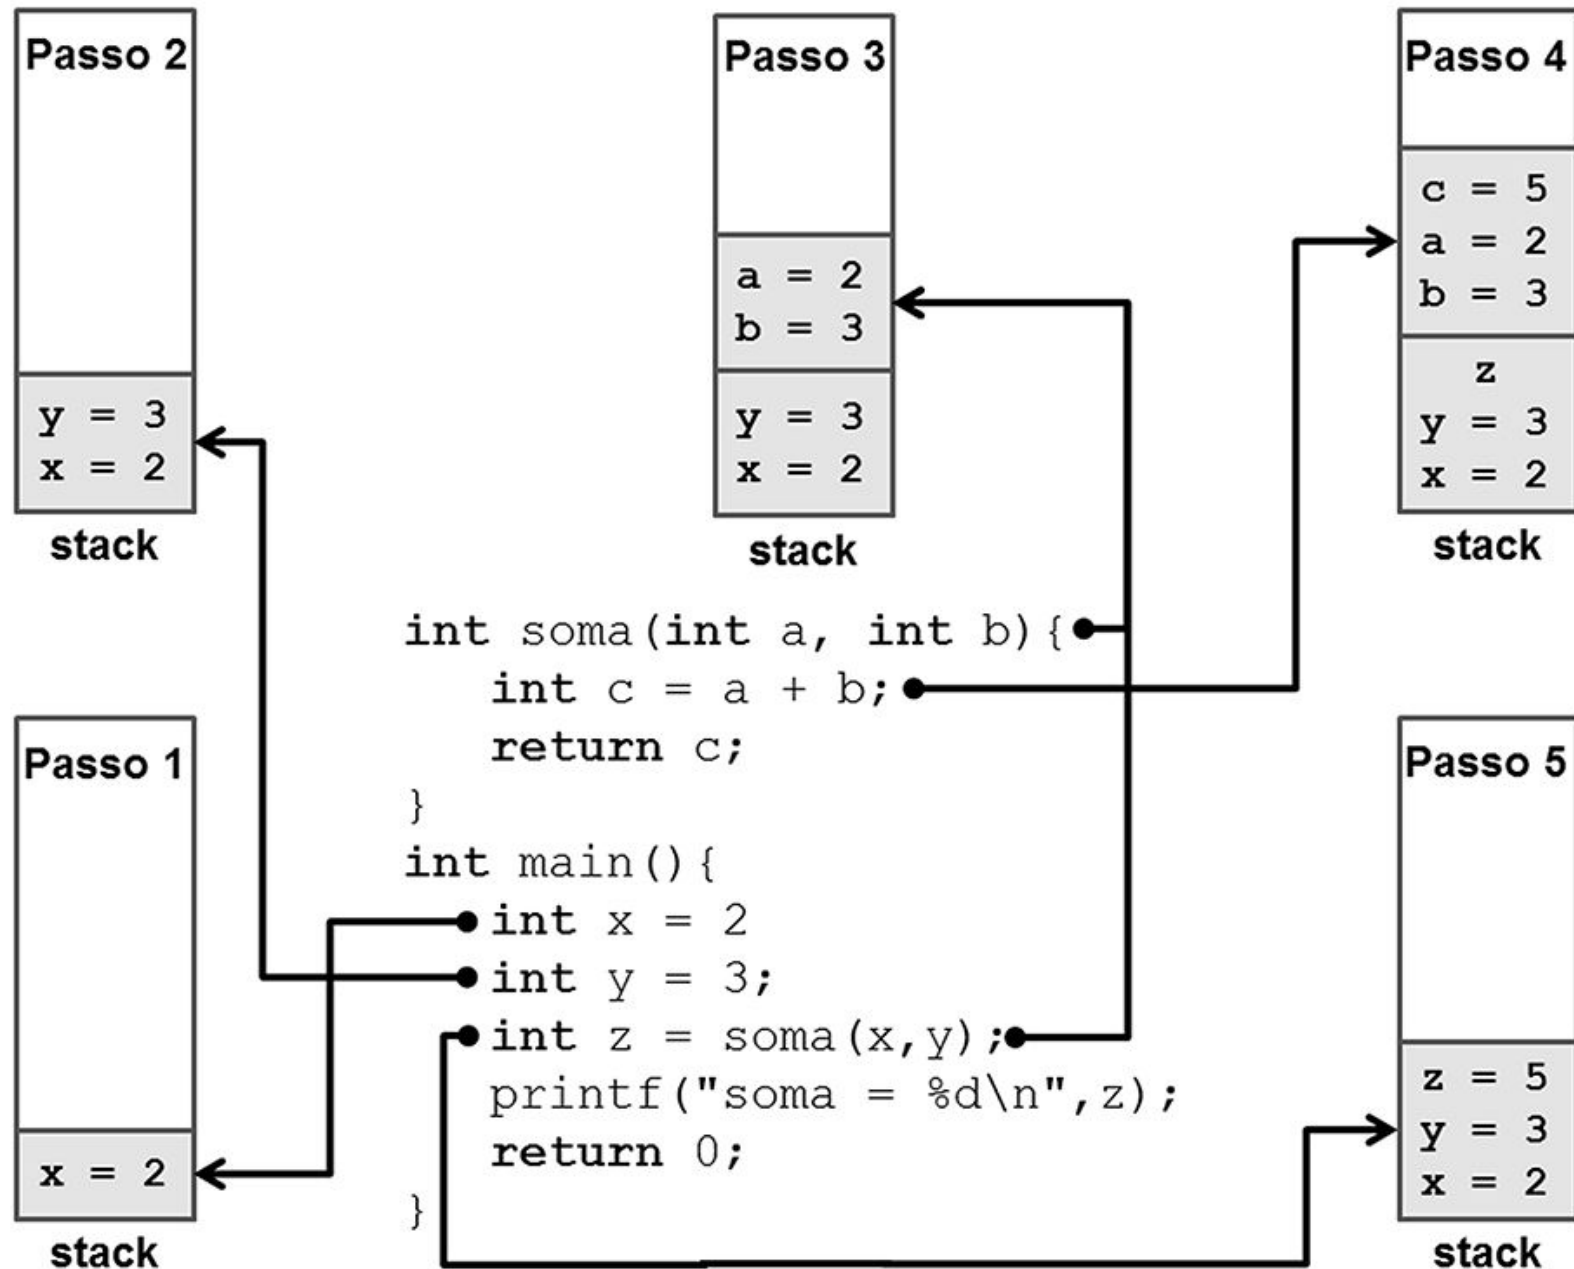 Passo 2
y = 3
x = 2
stack
Passo 3
a = 2
b = 3
y = 3
x = 2
stack
Passo 4
c = 5
a = 2
b = 3
z
y = 3
x = 2
stack
int soma(int a, int b){
int c = a + b;
return c;
}
int main(){
int x = 2
int y = 3;
int z = soma(x,y);
printf("soma = %d\n",z);
return 0;
}
Passo 1
x = 2
stack
Passo 5
z = 5
y = 3
x = 2
stack